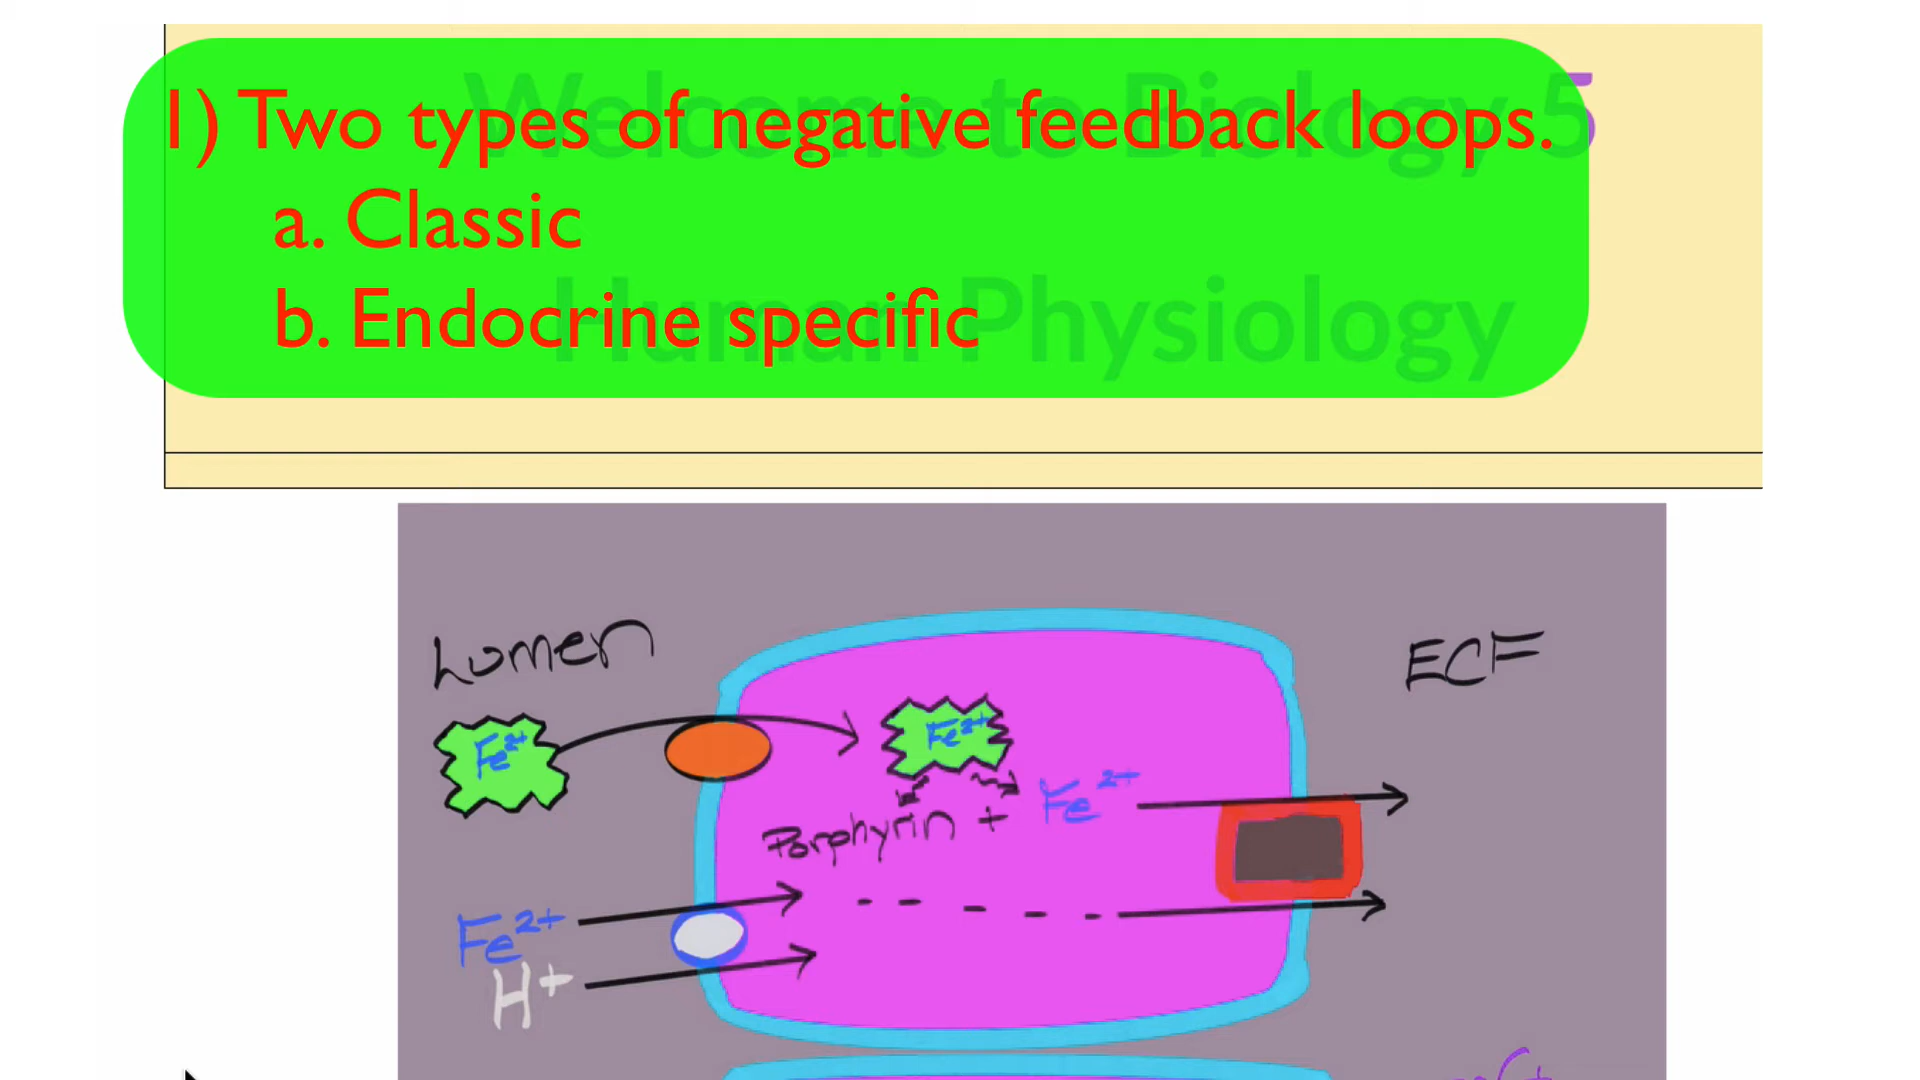 Welcome to Biology 5
1) Two types of negative feedback loops.
a. Classic
Human Physiology
b. Endocrine specific
Lumen
ECF
Fe²⁺
Fe²⁺
Porphyrin + Fe²⁺
Fe²⁺
H⁺